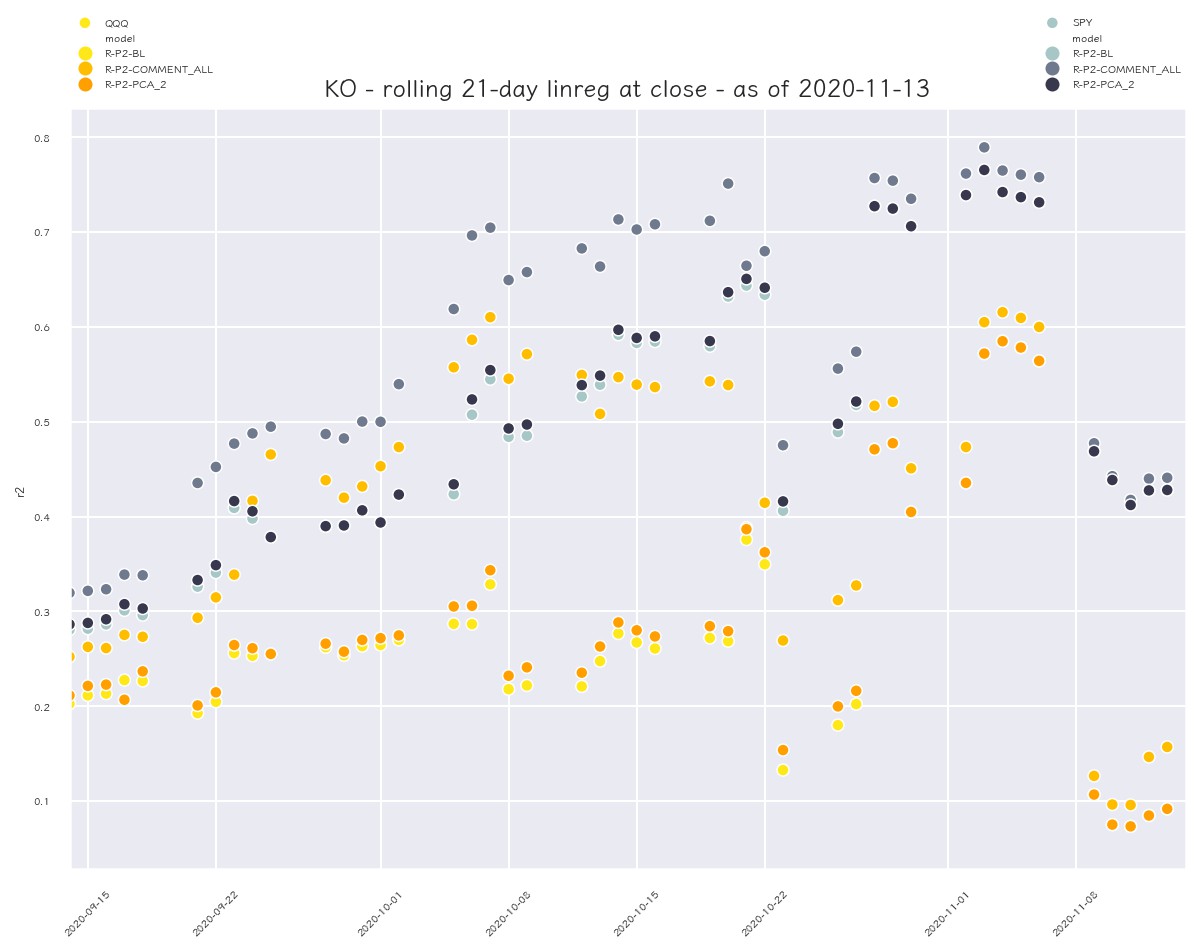 QQQ
model
R-P2-BL
R-P2-COMMENT_ALL
R-P2-PCA_2
SPY
model
R-P2-BL
R-P2-COMMENT_ALL
R-P2-PCA_2
KO - rolling 21-day linreg at close - as of 2020-11-13
0.8
0.7
0.6
0.5
0.4
0.3
0.2
0.1
r2
2020-09-15
2020-09-22
2020-10-01
2020-10-08
2020-10-15
2020-10-22
2020-11-01
2020-11-08